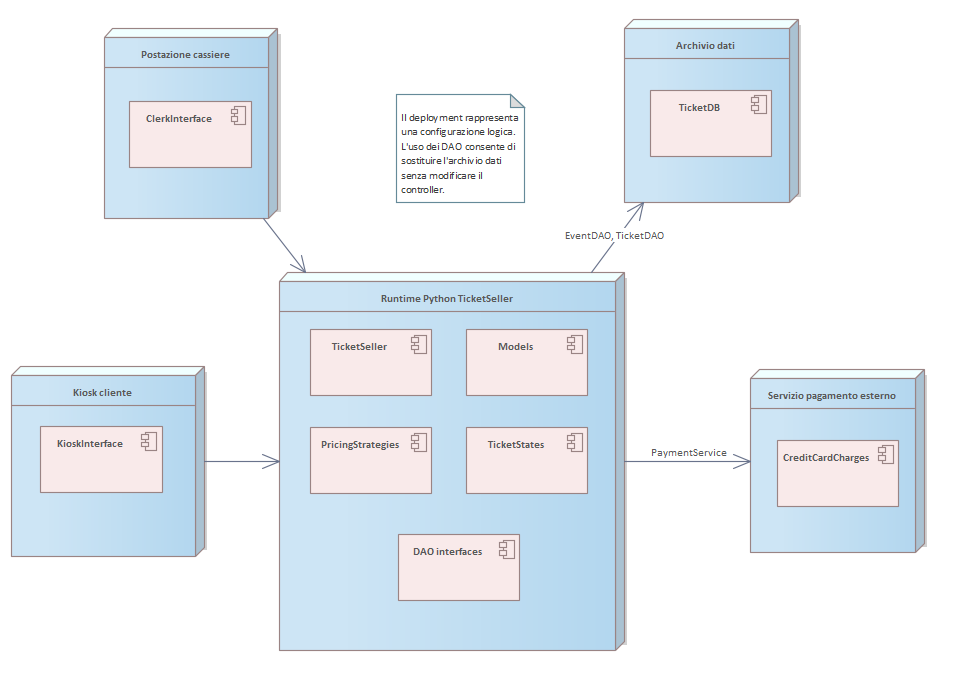 Postazione cassiere
ClerkInterface
Il deployment rappresenta
una configurazione logica.
L'uso dei DAO consente di
sostituire l'archivio dati
senza modificare il
controller.
Archivio dati
TicketDB
EventDAO, TicketDAO
Runtime Python TicketSeller
TicketSeller
Models
PricingStrategies
TicketStates
DAO interfaces
Kiosk cliente
KioskInterface
PaymentService
Servizio pagamento esterno
CreditCardCharges